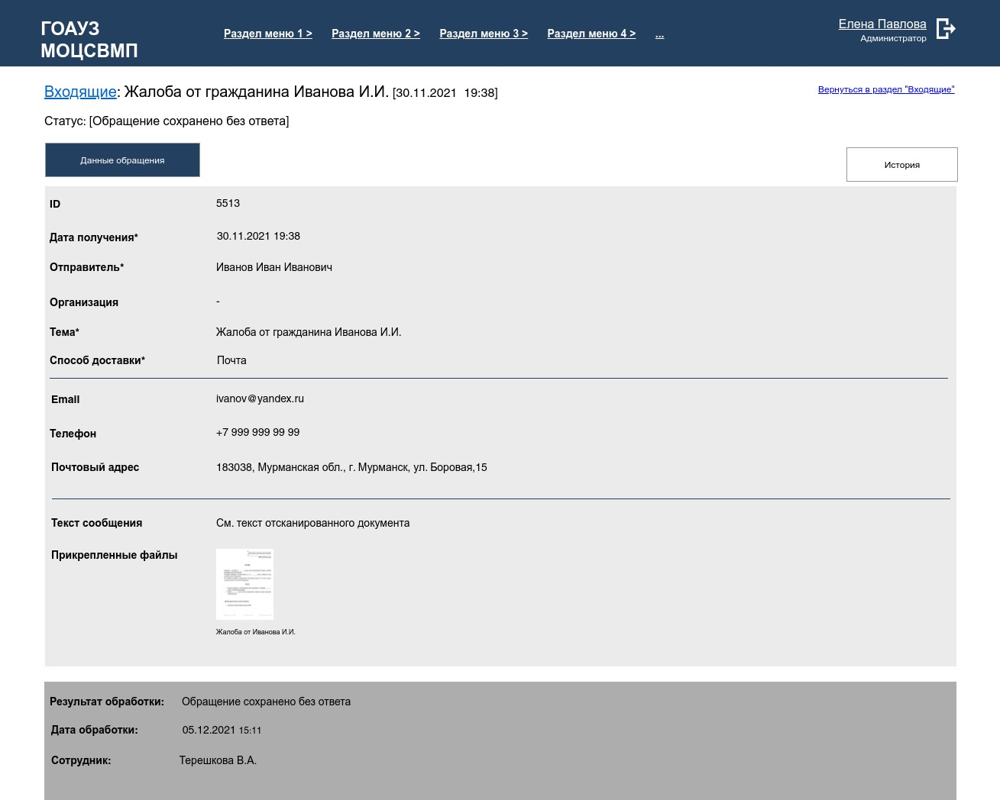 ГОАУЗ
МОЦСВМП
Раздел меню 1 > Раздел меню 2 > Раздел меню 3 > Раздел меню 4 > ...
Елена Павлова
Администратор
Входящие: Жалоба от гражданина Иванова И.И. [30.11.2021 19:38]
Вернуться в раздел "Входящие"
Статус: [Обращение сохранено без ответа]
Данные обращения
История
ID 5513
Дата получения* 30.11.2021 19:38
Отправитель* Иванов Иван Иванович
Организация -
Тема* Жалоба от гражданина Иванова И.И.
Способ доставки* Почта
Email ivanov@yandex.ru
Телефон +7 999 999 99 99
Почтовый адрес 183038, Мурманская обл., г. Мурманск, ул. Боровая,15
Текст сообщения См. текст отсканированного документа
Прикрепленные файлы
Жалоба от Иванова И.И.
Результат обработки: Обращение сохранено без ответа
Дата обработки: 05.12.2021 15:11
Сотрудник: Терешкова В.А.